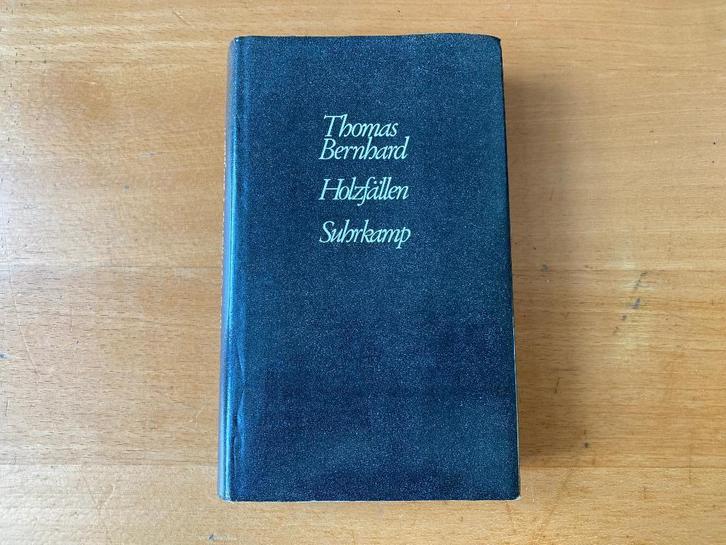 Thomas
Bernhard
Holzfällen
Suhrkamp